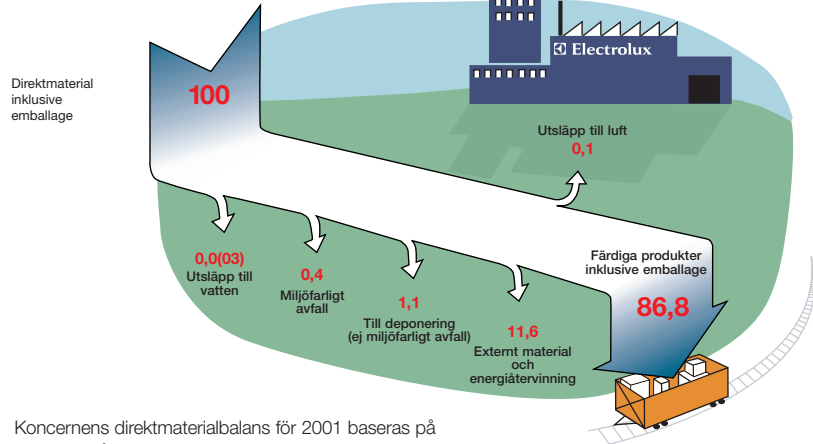 Electrolux
Direktmaterial
inklusive
emballage
100
Utsläpp till luft
0,1
0,0(03)
Utsläpp till
vatten
0,4
Miljöfarligt
avfall
1,1
Till deponering
(ej miljöfarligt avfall)
11,6
Externt material
och
energiåtervinning
Färdiga produkter
inklusive emballage
86,8
Koncernens direktmaterialbalans för 2001 baseras på